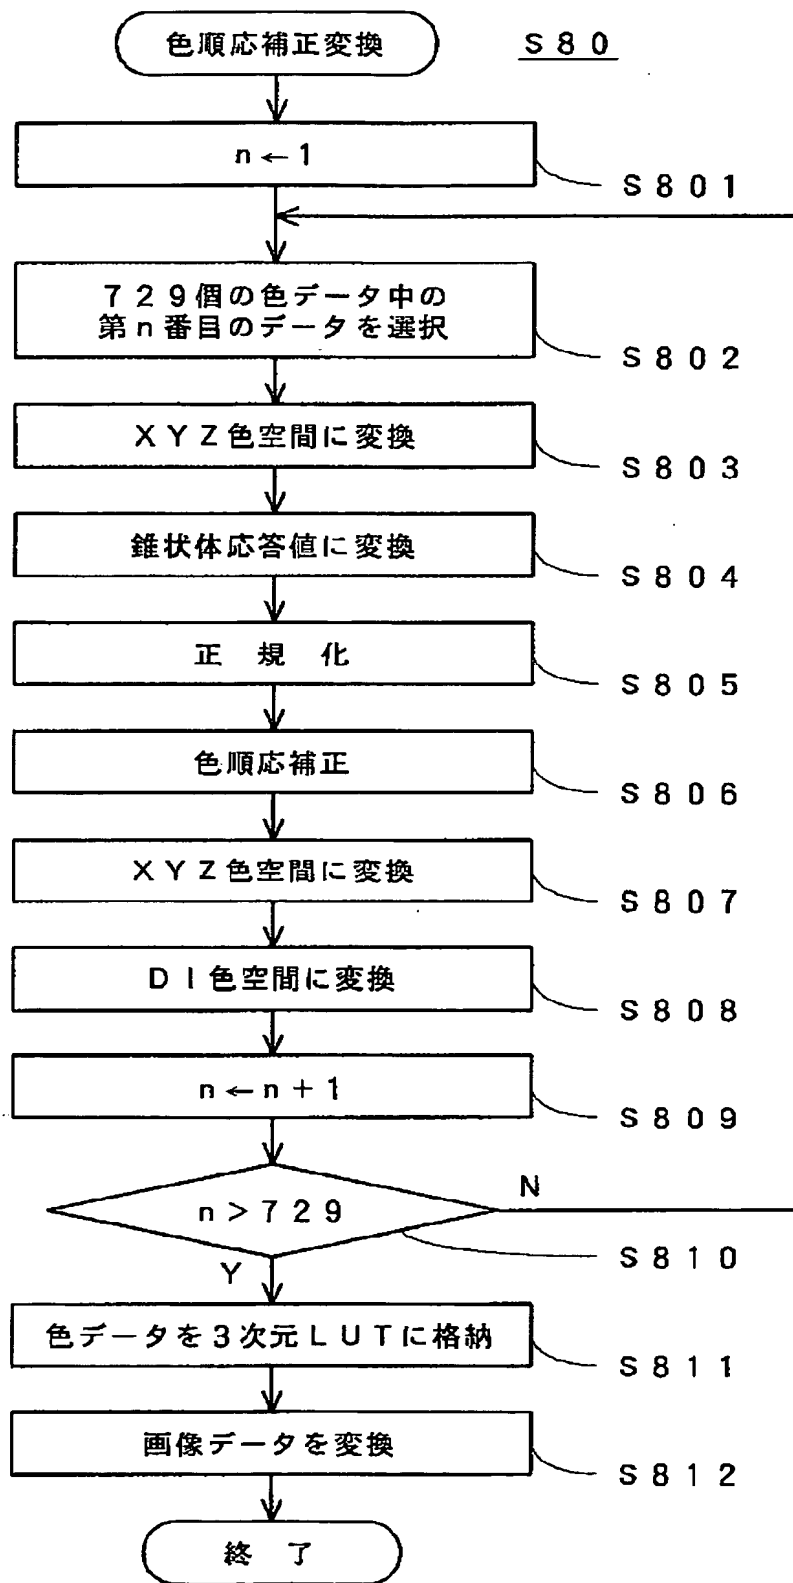 色順応補正変換
S80
n←1
S801
729個の色データ中の
第n番目のデータを選択
S802
XYZ色空間に変換
S803
錐状体応答値に変換
S804
正 規 化
S805
色順応補正
S806
XYZ色空間に変換
S807
DI色空間に変換
S808
n←n+1
S809
n>729
N
S810
Y
色データを3次元LUTに格納
S811
画像データを変換
S812
終 了